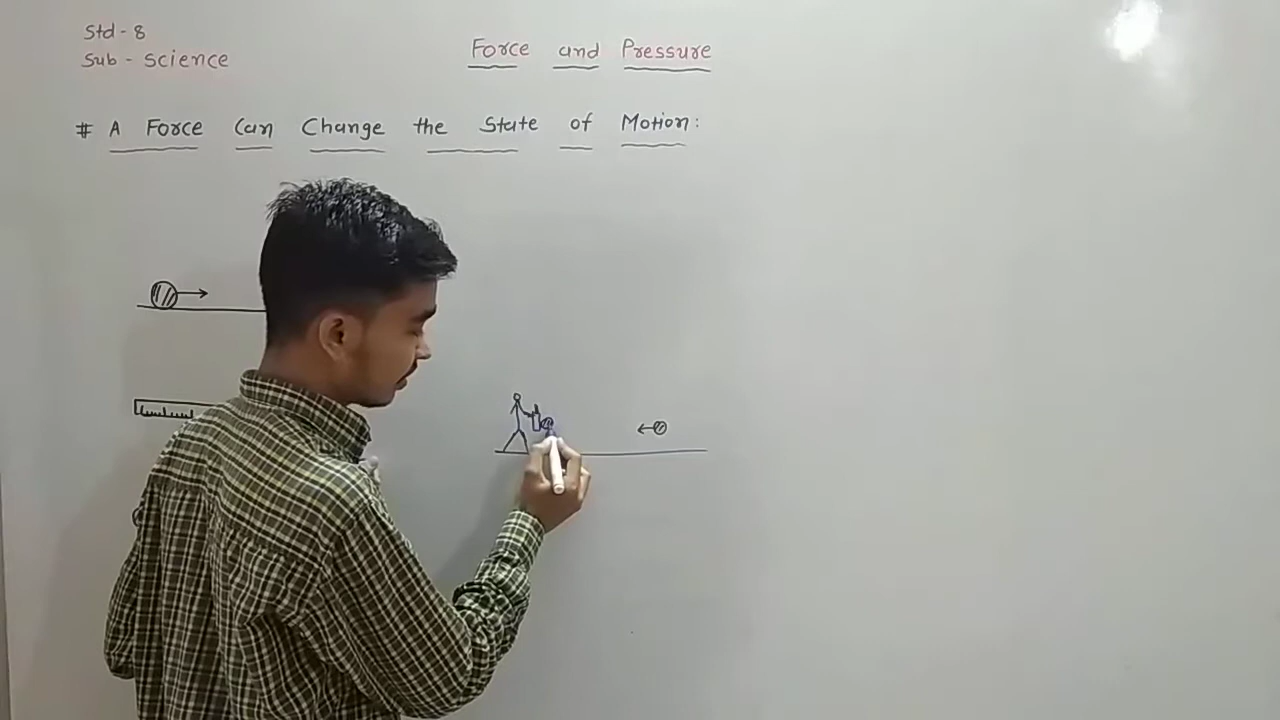 Std - 8
Sub - Science
Force and Pressure
# A Force Can Change the State of Motion: